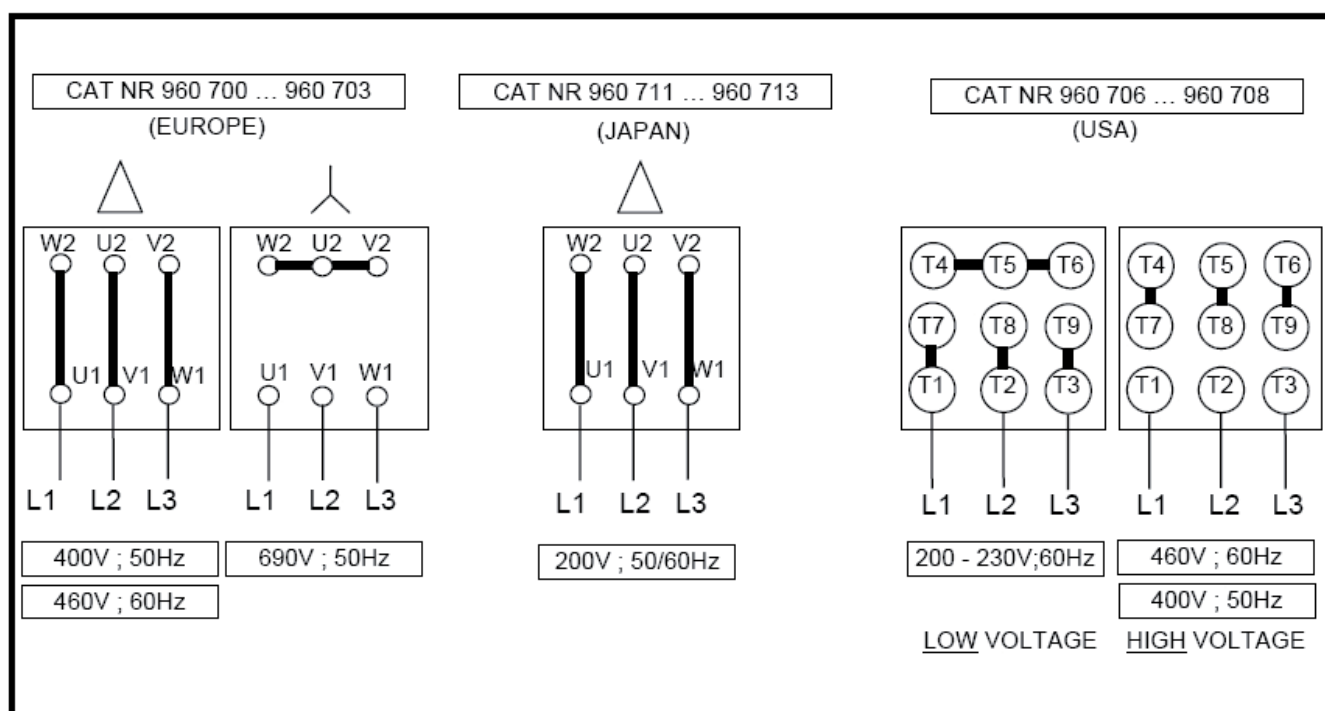 CAT NR 960 700 ... 960 703
(EUROPE)
W2 U2 V2
U1 V1 W1
L1 L2 L3
400V ; 50Hz
460V ; 60Hz
W2 U2 V2
U1 V1 W1
L1 L2 L3
690V ; 50Hz
CAT NR 960 711 ... 960 713
(JAPAN)
W2 U2 V2
U1 V1 W1
L1 L2 L3
200V ; 50/60Hz
CAT NR 960 706 ... 960 708
(USA)
T4 T5 T6
T7 T8 T9
T1 T2 T3
L1 L2 L3
200 - 230V;60Hz
LOW VOLTAGE
T4 T5 T6
T7 T8 T9
T1 T2 T3
L1 L2 L3
460V ; 60Hz
400V ; 50Hz
HIGH VOLTAGE